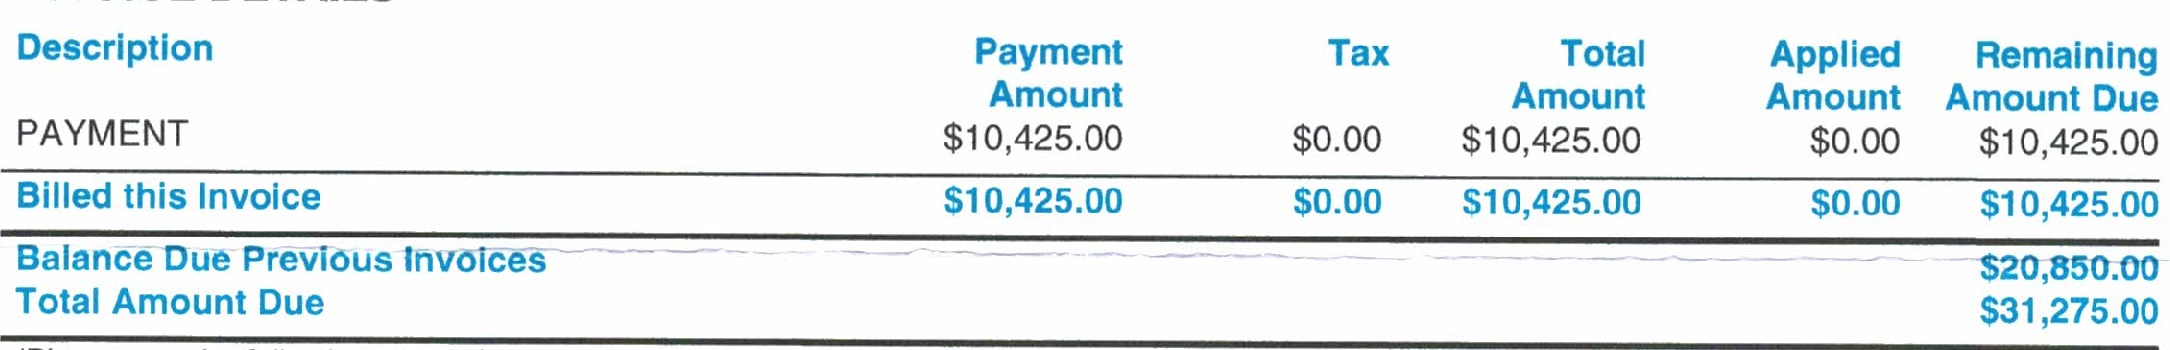 Description Payment Amount Tax Total Amount Applied Amount Remaining Amount Due
PAYMENT $10,425.00 $0.00 $10,425.00 $0.00 $10,425.00
Billed this Invoice $10,425.00 $0.00 $10,425.00 $0.00 $10,425.00
Balance Due Previous Invoices $20,850.00
Total Amount Due $31,275.00